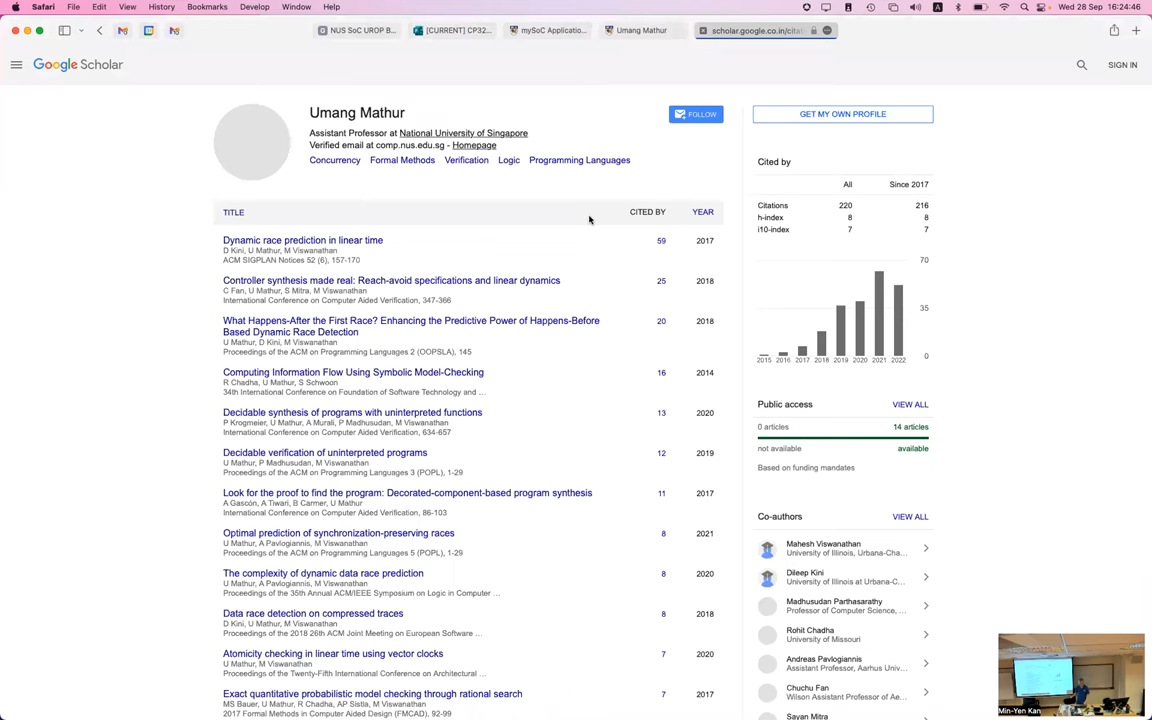 Safari File Edit View History Bookmarks Develop Window Help
A Wed 28 Sep 16:24:46
NUS SoC UROP B... [CURRENT] CP32... mySoC Applicatio... Umang Mathur scholar.google.co.in/citat
Google Scholar
SIGN IN
Umang Mathur
Assistant Professor at National University of Singapore
Verified email at comp.nus.edu.sg - Homepage
Concurrency Formal Methods Verification Logic Programming Languages
FOLLOW
GET MY OWN PROFILE
TITLE CITED BY YEAR
Dynamic race prediction in linear time 59 2017
D Kini, U Mathur, M Viswanathan
ACM SIGPLAN Notices 52 (6), 157-170
Controller synthesis made real: Reach-avoid specifications and linear dynamics 25 2018
C Fan, U Mathur, S Mitra, M Viswanathan
International Conference on Computer Aided Verification, 347-366
What Happens-After the First Race? Enhancing the Predictive Power of Happens-Before 20 2018
Based Dynamic Race Detection
U Mathur, D Kini, M Viswanathan
Proceedings of the ACM on Programming Languages 2 (OOPSLA), 145
Computing Information Flow Using Symbolic Model-Checking 16 2014
R Chadha, U Mathur, S Schwoon
34th International Conference on Foundation of Software Technology and ...
Decidable synthesis of programs with uninterpreted functions 13 2020
P Krogmeier, U Mathur, A Murali, P Madhusudan, M Viswanathan
International Conference on Computer Aided Verification, 634-657
Decidable verification of uninterpreted programs 12 2019
U Mathur, P Madhusudan, M Viswanathan
Proceedings of the ACM on Programming Languages 3 (POPL), 1-29
Look for the proof to find the program: Decorated-component-based program synthesis 11 2017
A Gascón, A Tiwari, B Carmer, U Mathur
International Conference on Computer Aided Verification, 86-103
Optimal prediction of synchronization-preserving races 8 2021
U Mathur, A Pavlogiannis, M Viswanathan
Proceedings of the ACM on Programming Languages 5 (POPL), 1-29
The complexity of dynamic data race prediction 8 2020
U Mathur, A Pavlogiannis, M Viswanathan
Proceedings of the 35th Annual ACM/IEEE Symposium on Logic in Computer ...
Data race detection on compressed traces 8 2018
D Kini, U Mathur, M Viswanathan
Proceedings of the 2018 26th ACM Joint Meeting on European Software ...
Atomicity checking in linear time using vector clocks 7 2020
U Mathur, M Viswanathan
Proceedings of the Twenty-Fifth International Conference on Architectural ...
Exact quantitative probabilistic model checking through rational search 7 2017
MS Bauer, U Mathur, R Chadha, AP Sistla, M Viswanathan
2017 Formal Methods in Computer Aided Design (FMCAD), 92-99
Cited by
All Since 2017
Citations 220 216
h-index 8 8
i10-index 7 7
70
35
0
2015 2016 2017 2018 2019 2020 2021 2022
Public access VIEW ALL
0 articles 14 articles
not available available
Based on funding mandates
Co-authors VIEW ALL
Mahesh Viswanathan
University of Illinois, Urbana-Cha...
Dileep Kini
University of Illinois at Urbana-C...
Madhusudan Parthasarathy
Professor of Computer Science, ...
Rohit Chadha
University of Missouri
Andreas Pavlogiannis
Assistant Professor, Aarhus Univ...
Chuchu Fan
Wilson Assistant Professor of Ae...
Sayan Mitra
Min-Yen Kan